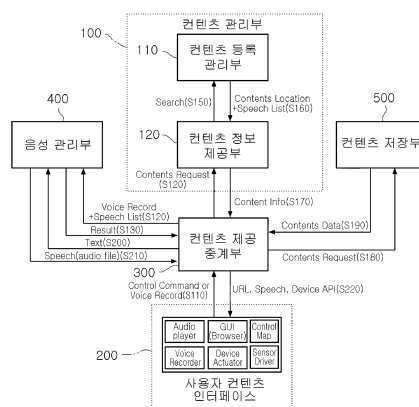 컨텐츠 관리부
100
110
컨텐츠 등록
관리부
Search(S150)
Contents Location
+Speech List(S160)
400
500
120
음성 관리부
컨텐츠 정보
제공부
컨텐츠 저장부
Contents Request
(S120)
Content Info(S170)
Voice Record
+Speech List(S120)
Contents Data(S190)
Result(S130)
Text(S200)
컨텐츠 제공
중계부
Speech(audio file)(S210)
Contents Request(S180)
300
Control Command or
Voice Record(S110)
URL, Speech, Device API(S220)
200
Audio
player
GUI
(Browser)
Control
Map
Voice
Recorder
Device
Actuator
Sensor
Driver
사용자 컨텐츠
인터페이스